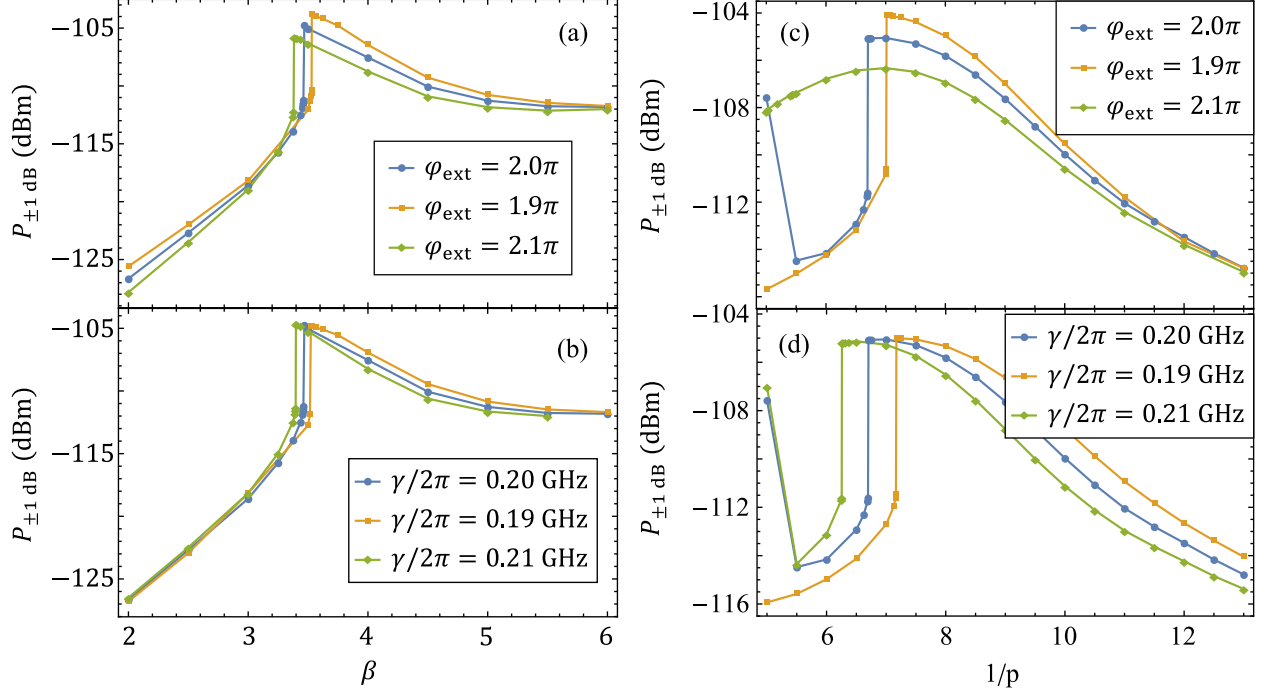 −105
−115
−125
P±1 dB (dBm)
(a)
φext = 2.0π
φext = 1.9π
φext = 2.1π
−105
−115
−125
P±1 dB (dBm)
(b)
γ/2π = 0.20 GHz
γ/2π = 0.19 GHz
γ/2π = 0.21 GHz
2 3 4 5 6
β
−104
−108
−112
−104
P±1 dB (dBm)
(c)
φext = 2.0π
φext = 1.9π
φext = 2.1π
−108
−112
−116
P±1 dB (dBm)
(d)
γ/2π = 0.20 GHz
γ/2π = 0.19 GHz
γ/2π = 0.21 GHz
6 8 10 12
1/p